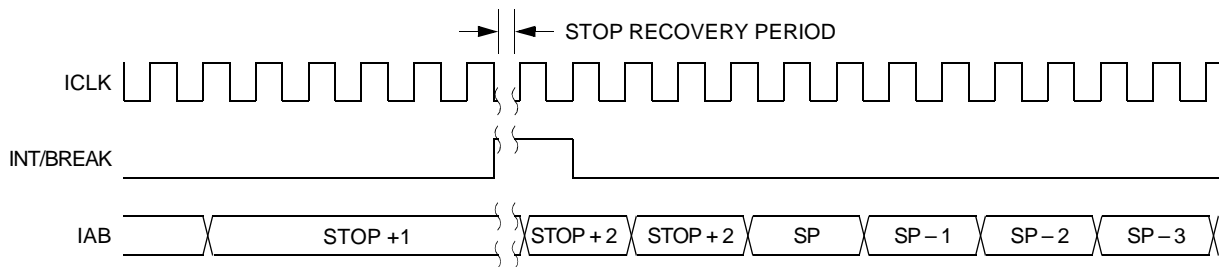 STOP RECOVERY PERIOD
ICLK
INT/BREAK
IAB
STOP +1
STOP + 2
STOP + 2
SP
SP – 1
SP – 2
SP – 3